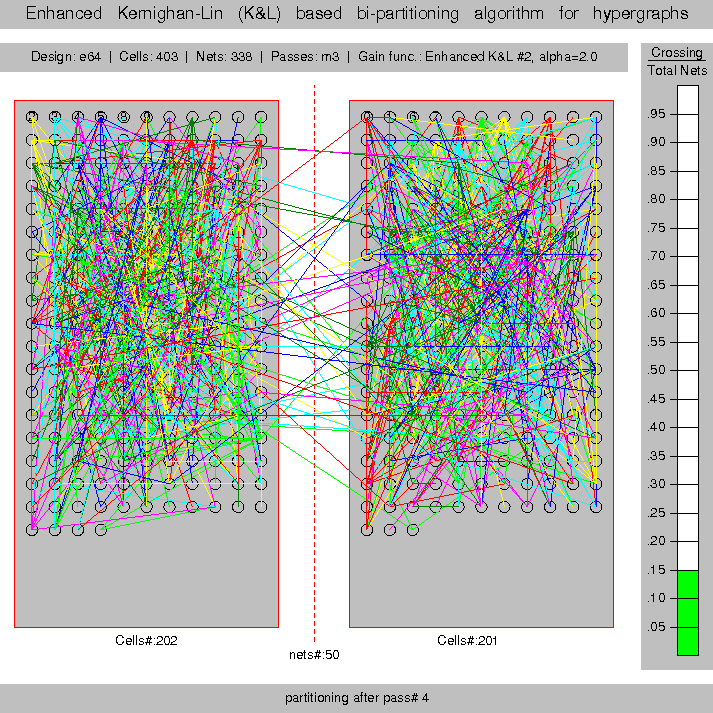 Enhanced Kernighan-Lin (K&L) based bi-partitioning algorithm for hypergraphs
Design: e64 | Cells: 403 | Nets: 338 | Passes: m3 | Gain func.: Enhanced K&L #2, alpha=2.0
Crossing
Total Nets
.95
.90
.85
.80
.75
.70
.65
.60
.55
.50
.45
.40
.35
.30
.25
.20
.15
.10
.05
Cells#:202
Cells#:201
nets#:50
partitioning after pass# 4